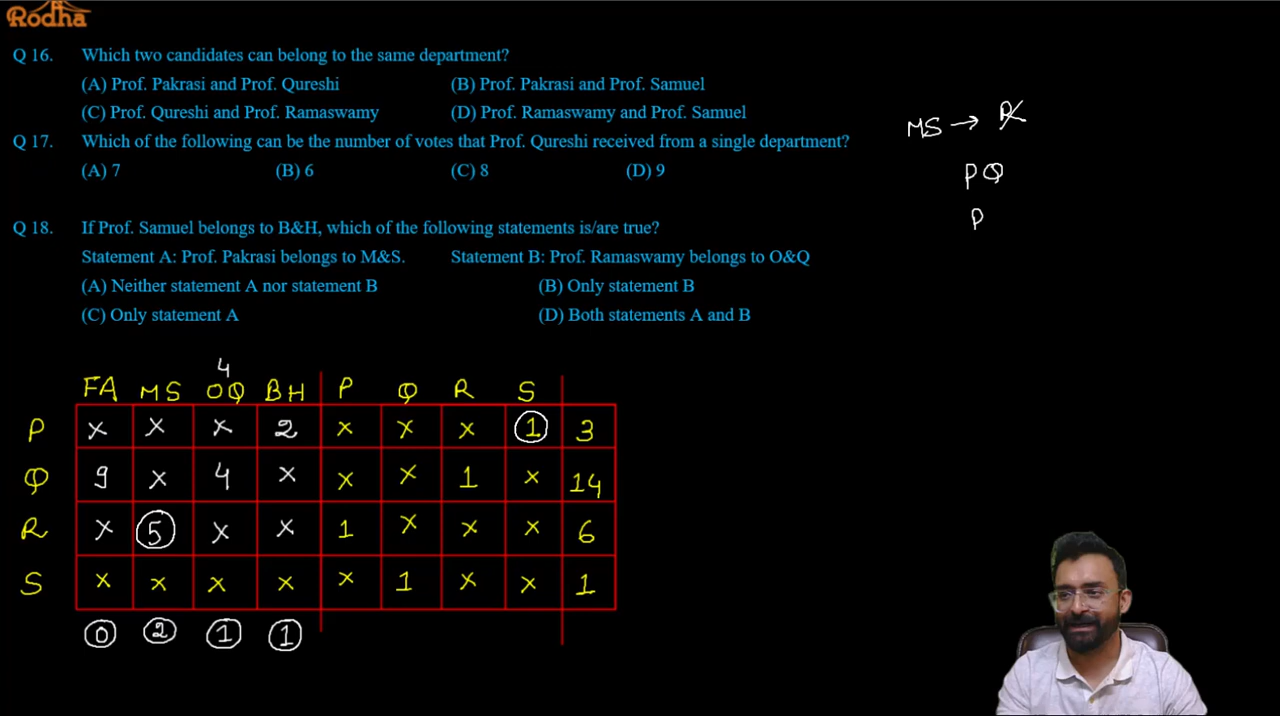 Rodha
Q 16. Which two candidates can belong to the same department?
(A) Prof. Pakrasi and Prof. Qureshi (B) Prof. Pakrasi and Prof. Samuel
(C) Prof. Qureshi and Prof. Ramaswamy (D) Prof. Ramaswamy and Prof. Samuel
Q 17. Which of the following can be the number of votes that Prof. Qureshi received from a single department?
(A) 7 (B) 6 (C) 8 (D) 9
Q 18. If Prof. Samuel belongs to B&H, which of the following statements is/are true?
Statement A: Prof. Pakrasi belongs to M&S. Statement B: Prof. Ramaswamy belongs to O&Q
(A) Neither statement A nor statement B (B) Only statement B
(C) Only statement A (D) Both statements A and B
MS → R
P Q
P
4
FA MS OQ BH P Q R S
P x x x 2 x x x 1 3
Q 9 x 4 x x x 1 x 14
R x 5 x x 1 x x x 6
S x x x x x 1 x x 1
0 2 1 1